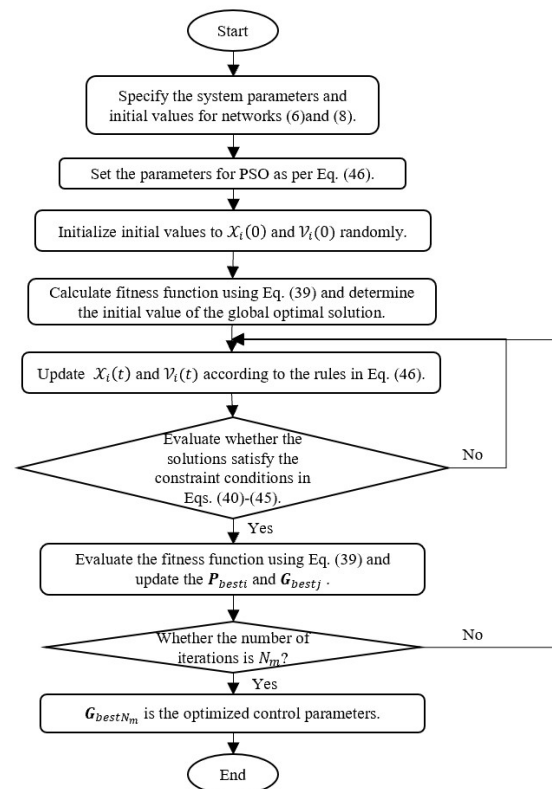 Start
Specify the system parameters and
initial values for networks (6)and (8).
Set the parameters for PSO as per Eq. (46).
Initialize initial values to 𝒳ᵢ(0) and 𝒱ᵢ(0) randomly.
Calculate fitness function using Eq. (39) and determine
the initial value of the global optimal solution.
Update 𝒳ᵢ(t) and 𝒱ᵢ(t) according to the rules in Eq. (46).
Evaluate whether the
solutions satisfy the
constraint conditions in
Eqs. (40)-(45).
No
Yes
Evaluate the fitness function using Eq. (39) and
update the P_besti and G_bestj .
Whether the number of
iterations is N_m?
No
Yes
G_bestN_m is the optimized control parameters.
End